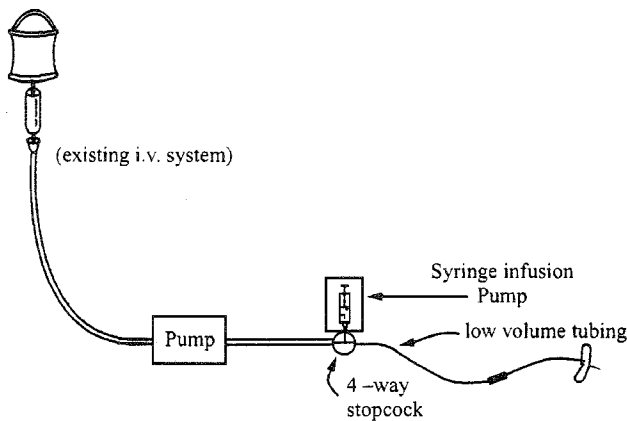 (existing i.v. system)
Syringe infusion
Pump
low volume tubing
Pump
4 –way
stopcock